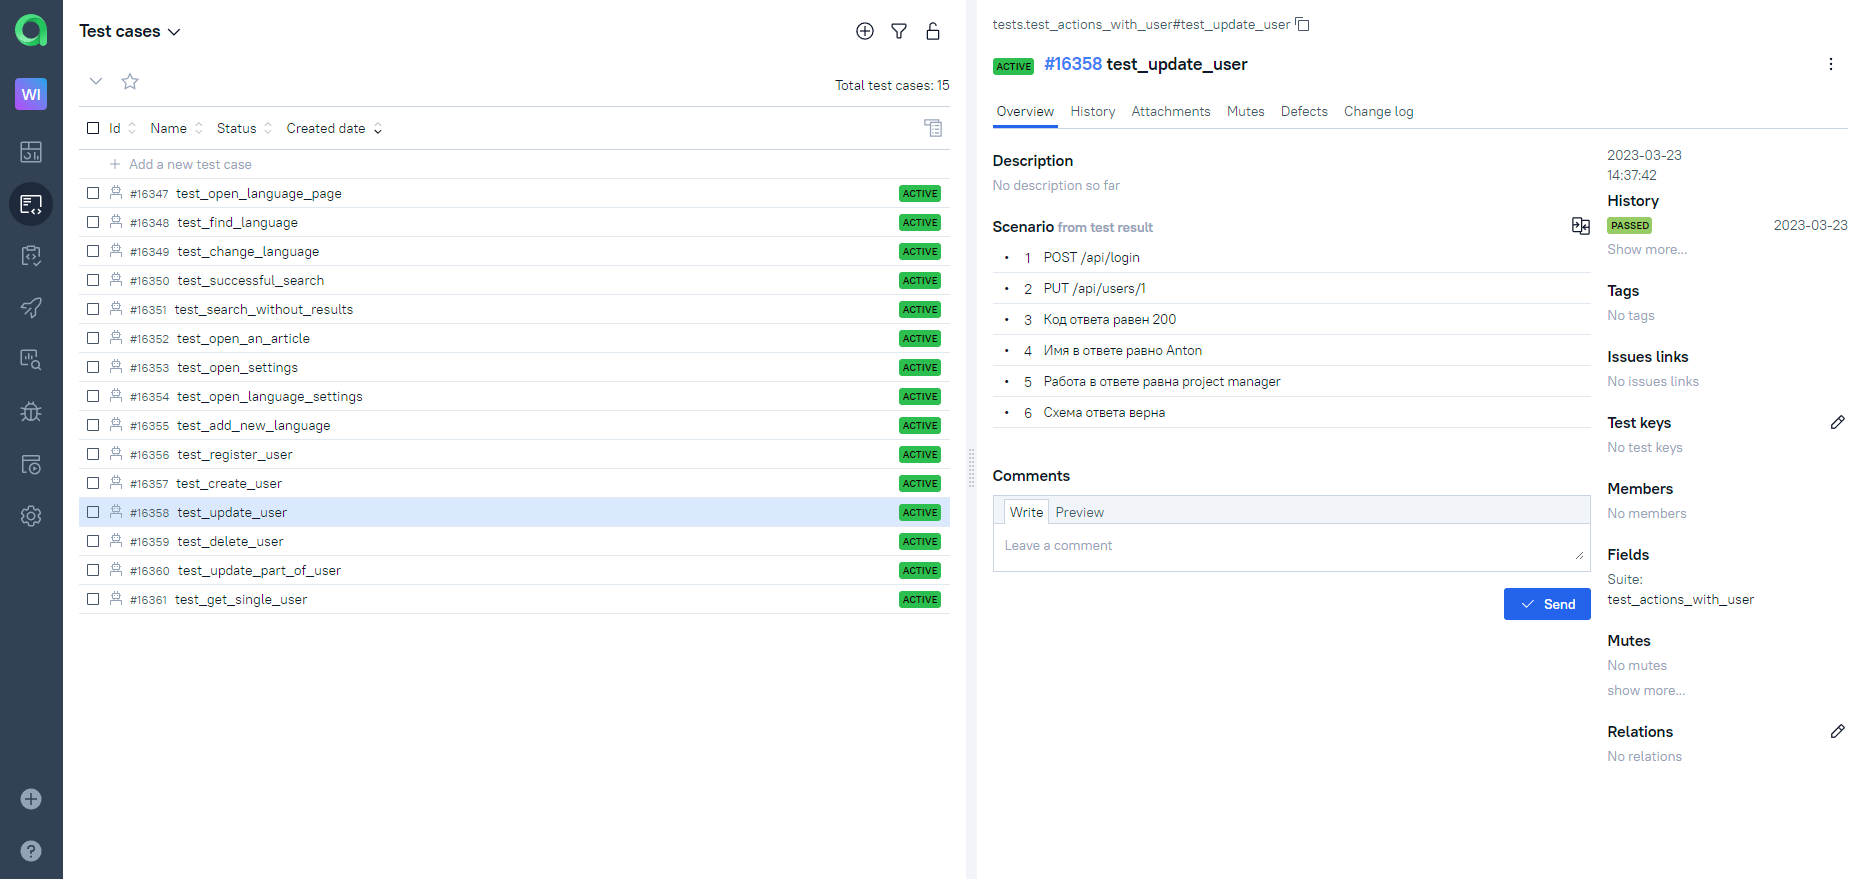 WI
Test cases
Total test cases: 15
Id Name Status Created date
Add a new test case
#16347 test_open_language_page ACTIVE
#16348 test_find_language ACTIVE
#16349 test_change_language ACTIVE
#16350 test_successful_search ACTIVE
#16351 test_search_without_results ACTIVE
#16352 test_open_an_article ACTIVE
#16353 test_open_settings ACTIVE
#16354 test_open_language_settings ACTIVE
#16355 test_add_new_language ACTIVE
#16356 test_register_user ACTIVE
#16357 test_create_user ACTIVE
#16358 test_update_user ACTIVE
#16359 test_delete_user ACTIVE
#16360 test_update_part_of_user ACTIVE
#16361 test_get_single_user ACTIVE
tests.test_actions_with_user#test_update_user
ACTIVE #16358 test_update_user
Overview History Attachments Mutes Defects Change log
Description
No description so far
Scenario from test result
• 1 POST /api/login
• 2 PUT /api/users/1
• 3 Код ответа равен 200
• 4 Имя в ответе равно Anton
• 5 Работа в ответе равна project manager
• 6 Схема ответа верна
Comments
Write Preview
Leave a comment
Send
2023-03-23
14:37:42
History
PASSED 2023-03-23
Show more...
Tags
No tags
Issues links
No issues links
Test keys
No test keys
Members
No members
Fields
Suite:
test_actions_with_user
Mutes
No mutes
show more...
Relations
No relations